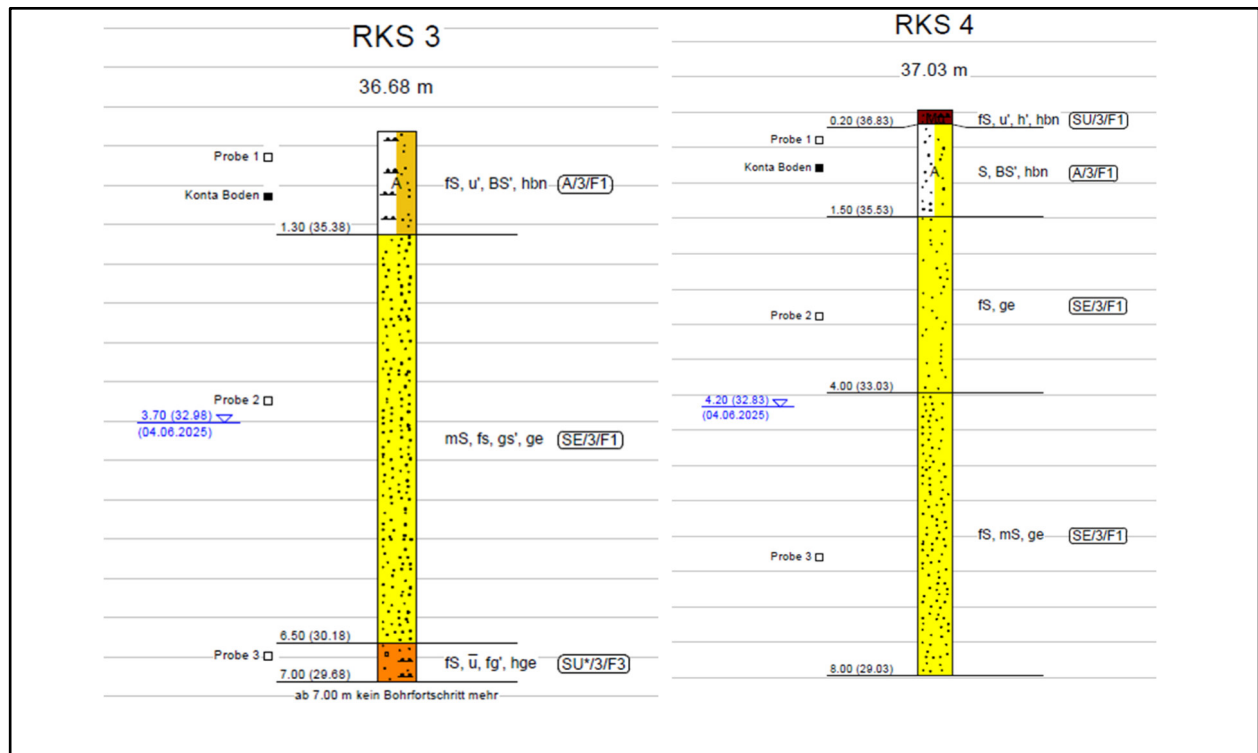 RKS 3
36.68 m
Probe 1
Konta Boden
A
fS, u', BS', hbn
A/3/F1
1.30 (35.38)
Probe 2
3.70 (32.98)
(04.06.2025)
mS, fs, gs', ge
SE/3/F1
6.50 (30.18)
Probe 3
fS, u̅, fg', hge
SU*/3/F3
7.00 (29.68)
ab 7.00 m kein Bohrfortschritt mehr
RKS 4
37.03 m
0.20 (36.83)
fS, u', h', hbn
SU/3/F1
Probe 1
Konta Boden
A
S, BS', hbn
A/3/F1
1.50 (35.53)
Probe 2
fS, ge
SE/3/F1
4.00 (33.03)
4.20 (32.83)
(04.06.2025)
fS, mS, ge
SE/3/F1
Probe 3
8.00 (29.03)